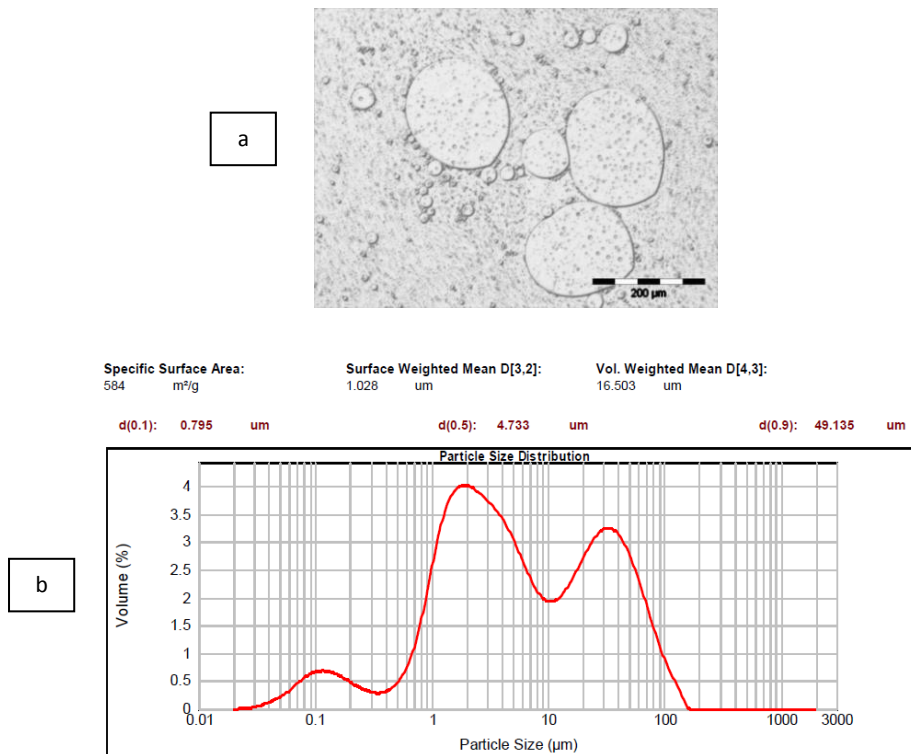 a
200 µm
Specific Surface Area: Surface Weighted Mean D[3,2]: Vol. Weighted Mean D[4,3]:
584 m²/g 1.028 um 16.503 um
d(0.1): 0.795 um d(0.5): 4.733 um d(0.9): 49.135 um
Particle Size Distribution
b
Volume (%)
4
3.5
3
2.5
2
1.5
1
0.5
0
0.01 0.1 1 10 100 1000 3000
Particle Size (µm)